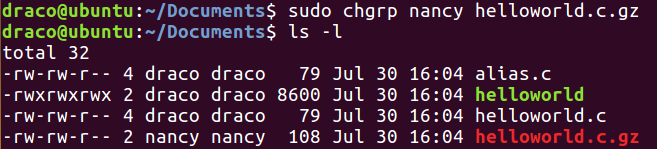 draco@ubuntu:~/Documents$ sudo chgrp nancy helloworld.c.gz
draco@ubuntu:~/Documents$ ls -l
total 32
-rw-rw-r-- 4 draco draco   79 Jul 30 16:04 alias.c
-rwxrwxrwx 2 draco draco 8600 Jul 30 16:04 helloworld
-rw-rw-r-- 4 draco draco   79 Jul 30 16:04 helloworld.c
-rw-rw-r-- 2 nancy nancy  108 Jul 30 16:04 helloworld.c.gz